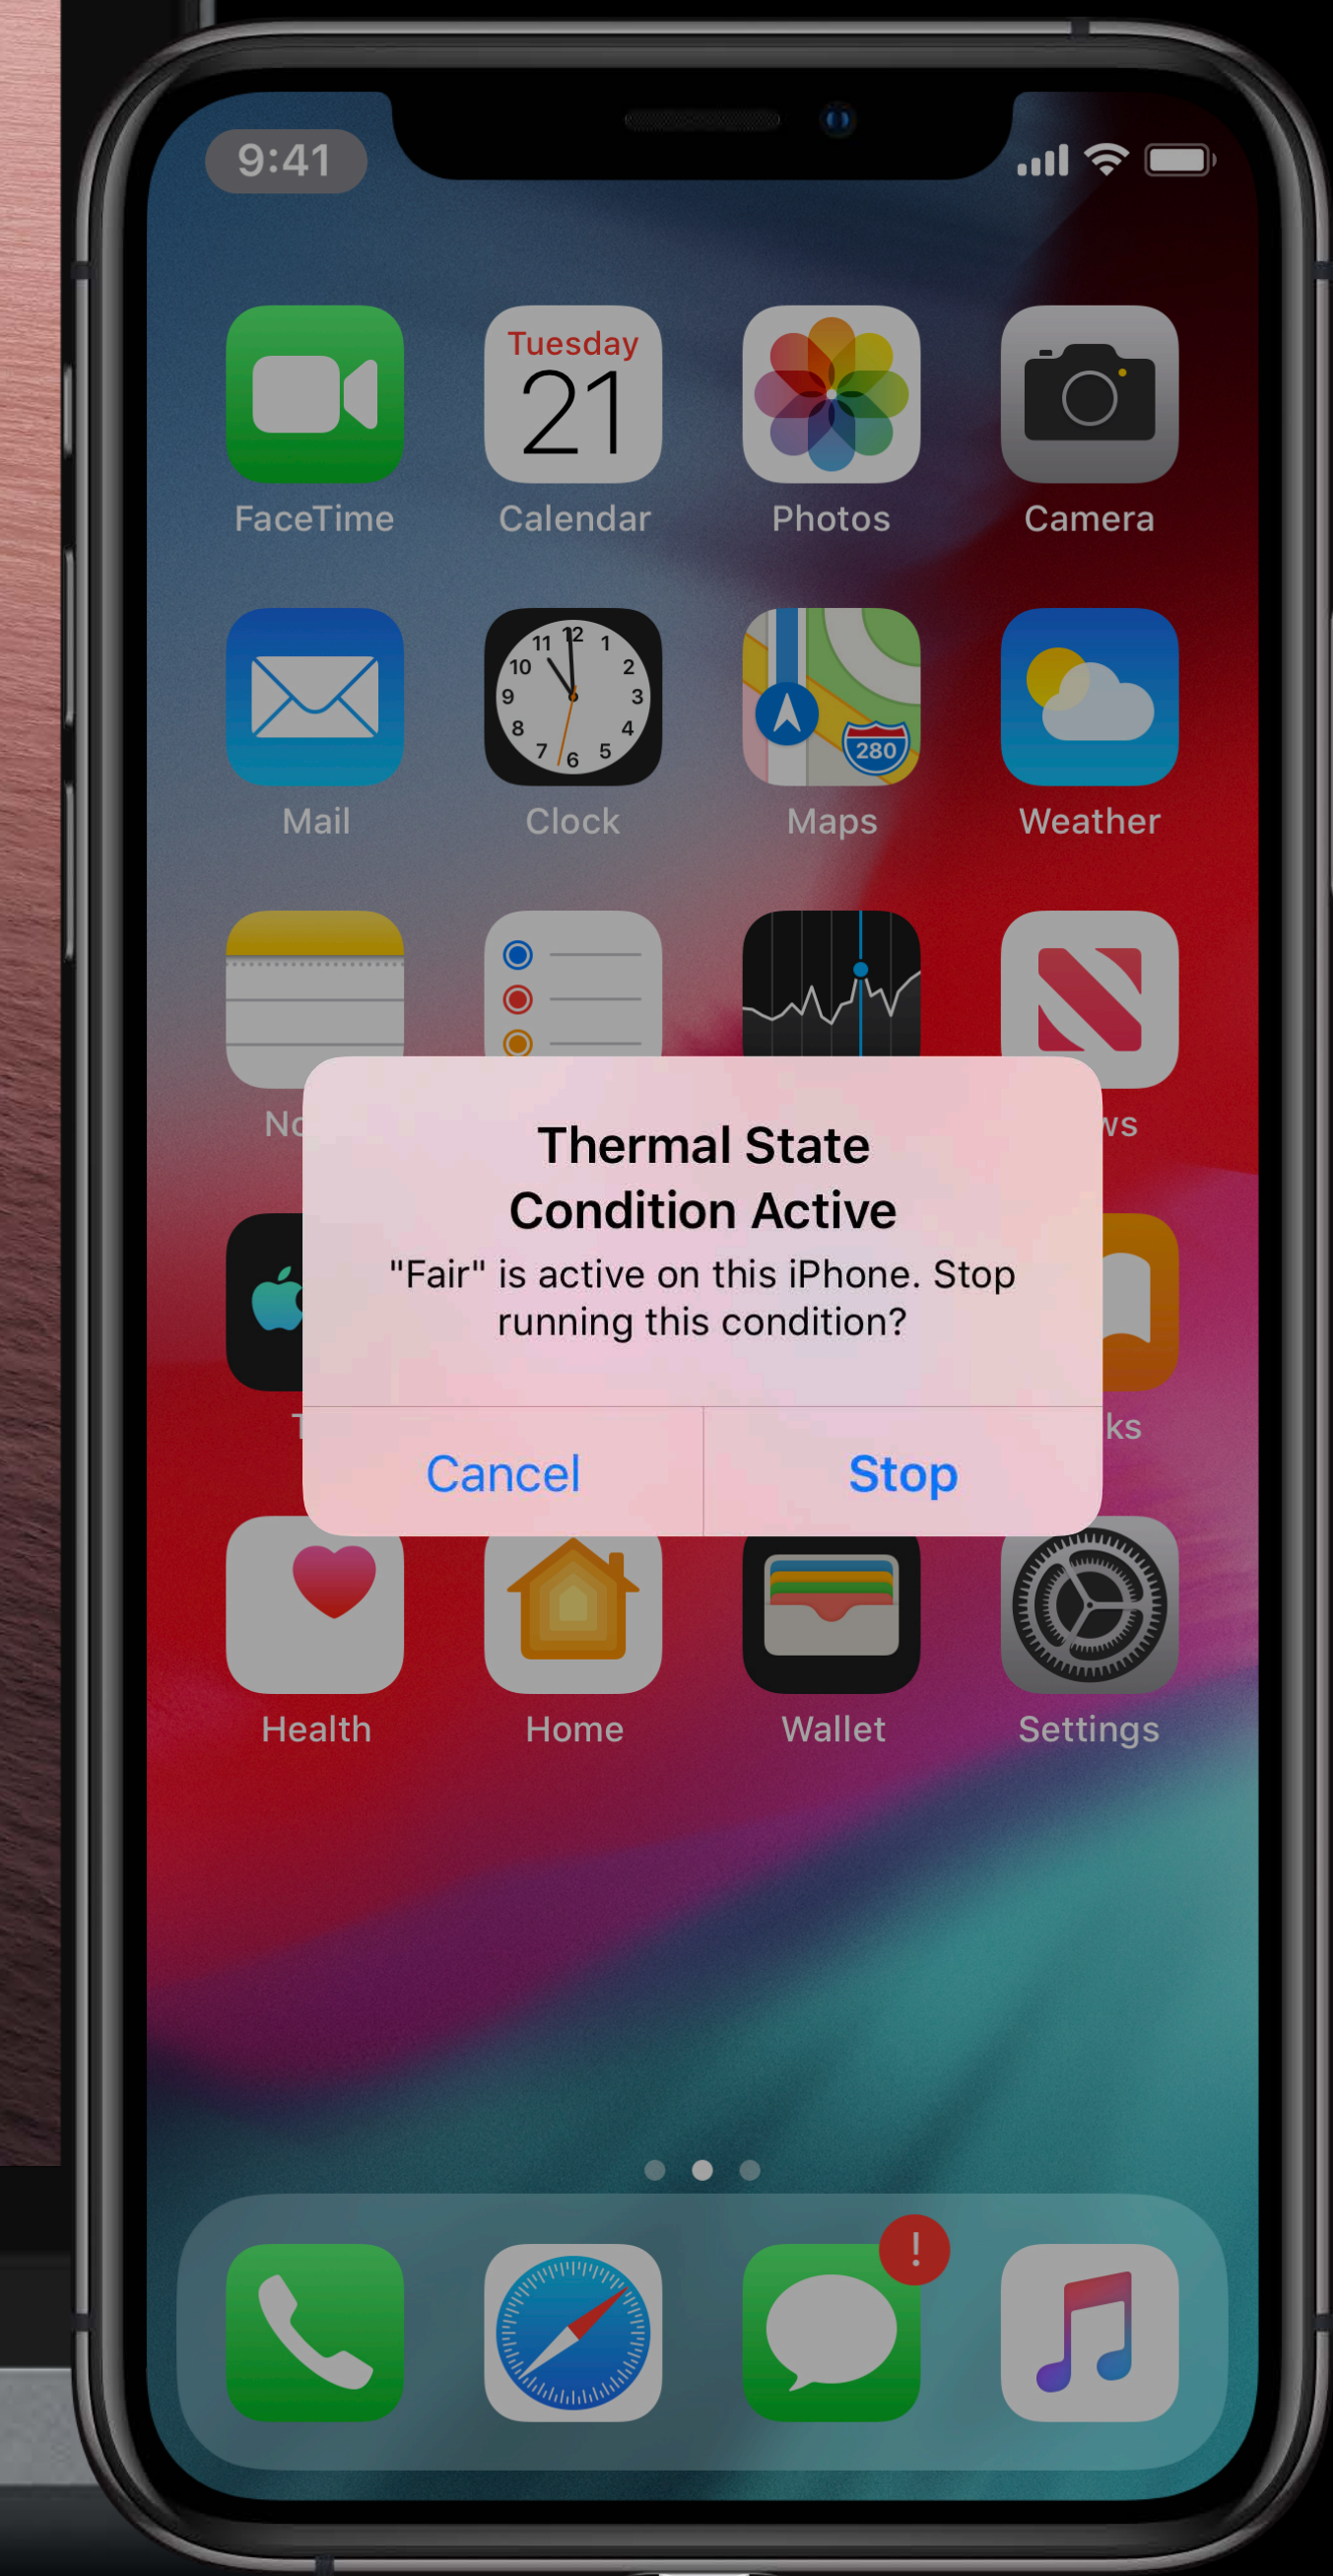 9:41
Tuesday
21
FaceTime
Calendar
Photos
Camera
12
11
1
10
2
9
3
8
4
7
5
6
280
Mail
Clock
Maps
Weather
Thermal State
Condition Active
"Fair" is active on this iPhone. Stop
running this condition?
Cancel
Stop
Health
Home
Wallet
Settings
!